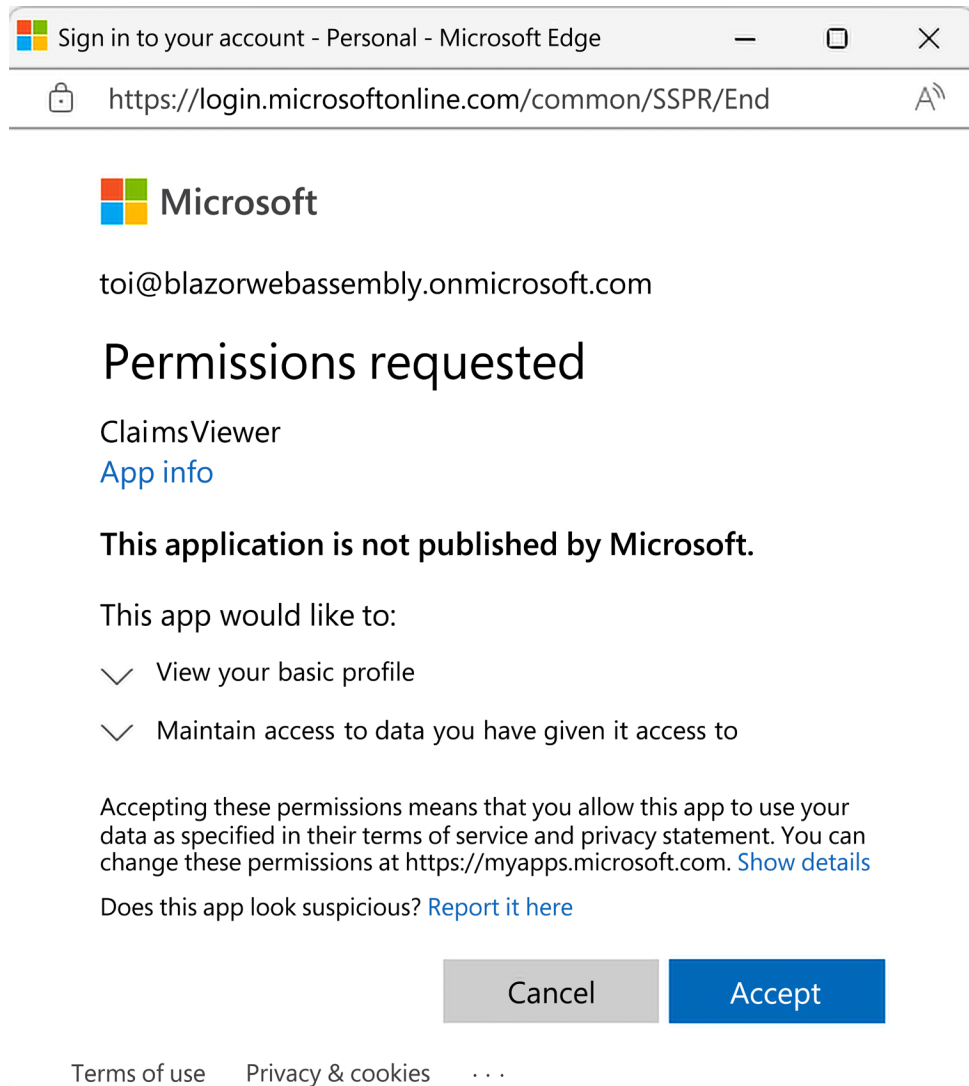 Sign in to your account - Personal - Microsoft Edge
https://login.microsoftonline.com/common/SSPR/End
Microsoft
toi@blazorwebassembly.onmicrosoft.com
Permissions requested
ClaimsViewer
App info
This application is not published by Microsoft.
This app would like to:
View your basic profile
Maintain access to data you have given it access to
Accepting these permissions means that you allow this app to use your
data as specified in their terms of service and privacy statement. You can
change these permissions at https://myapps.microsoft.com. Show details
Does this app look suspicious? Report it here
Cancel Accept
Terms of use Privacy & cookies ...